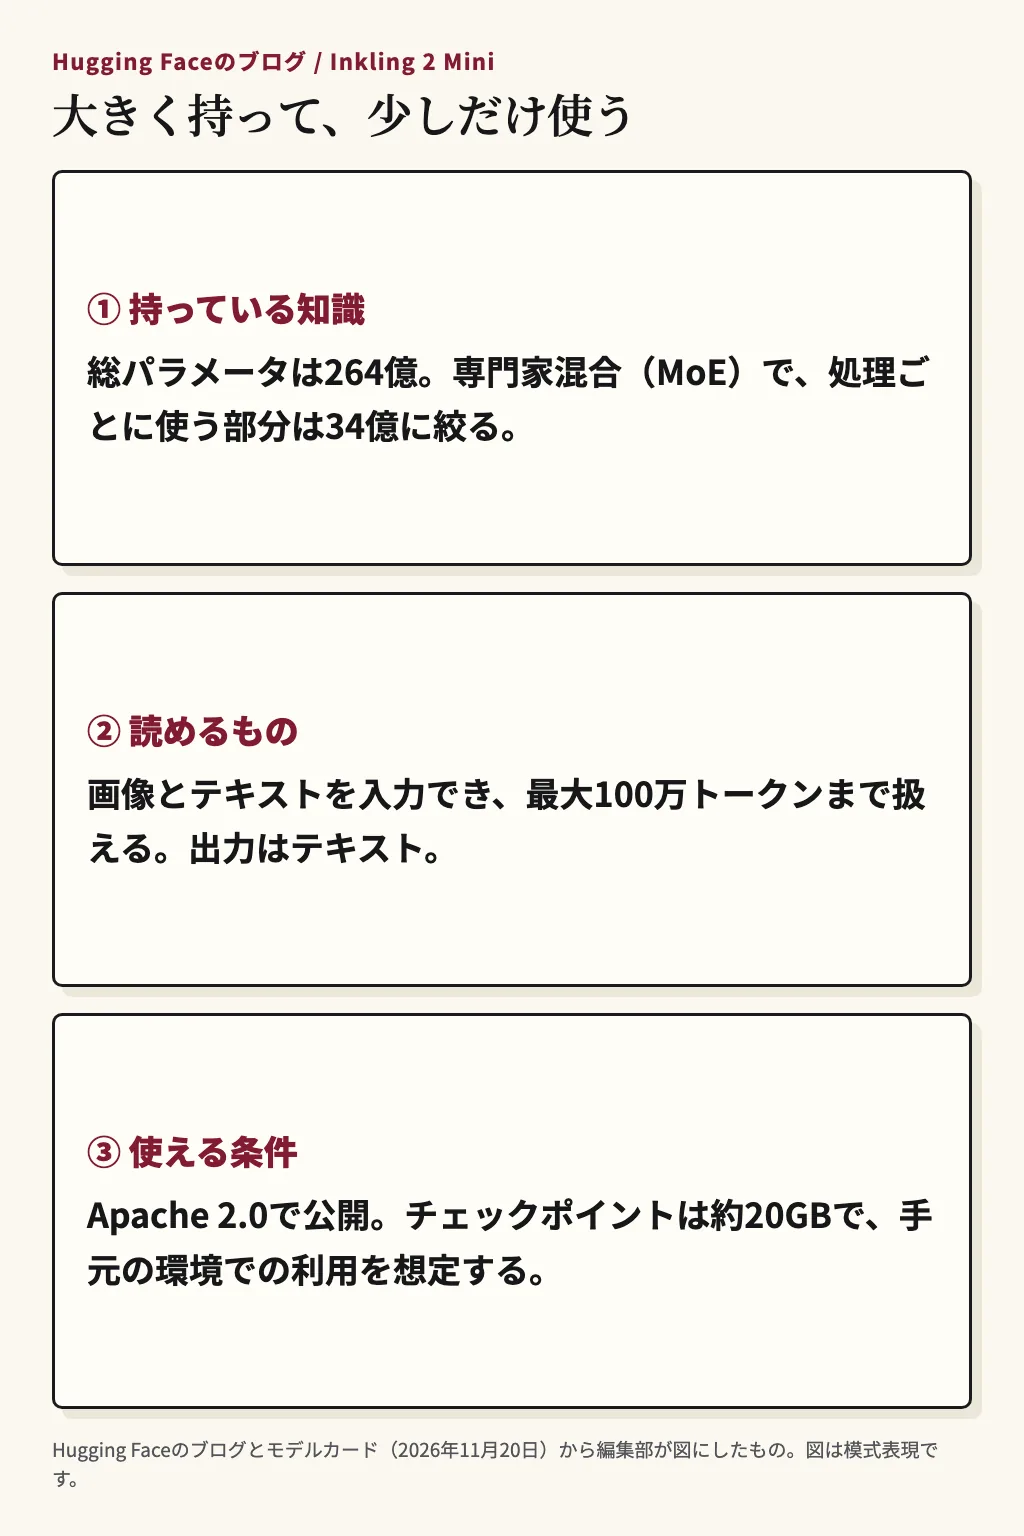 Hugging Faceのブログ / Inkling 2 Mini
大きく持って、少しだけ使う
① 持っている知識
総パラメータは264億。専門家混合（MoE）で、処理ご
とに使う部分は34億に絞る。
② 読めるもの
画像とテキストを入力でき、最大100万トークンまで扱
える。出力はテキスト。
③ 使える条件
Apache 2.0で公開。チェックポイントは約20GBで、手
元の環境での利用を想定する。
Hugging Faceのブログとモデルカード（2026年11月20日）から編集部が図にしたもの。図は模式表現で
す。